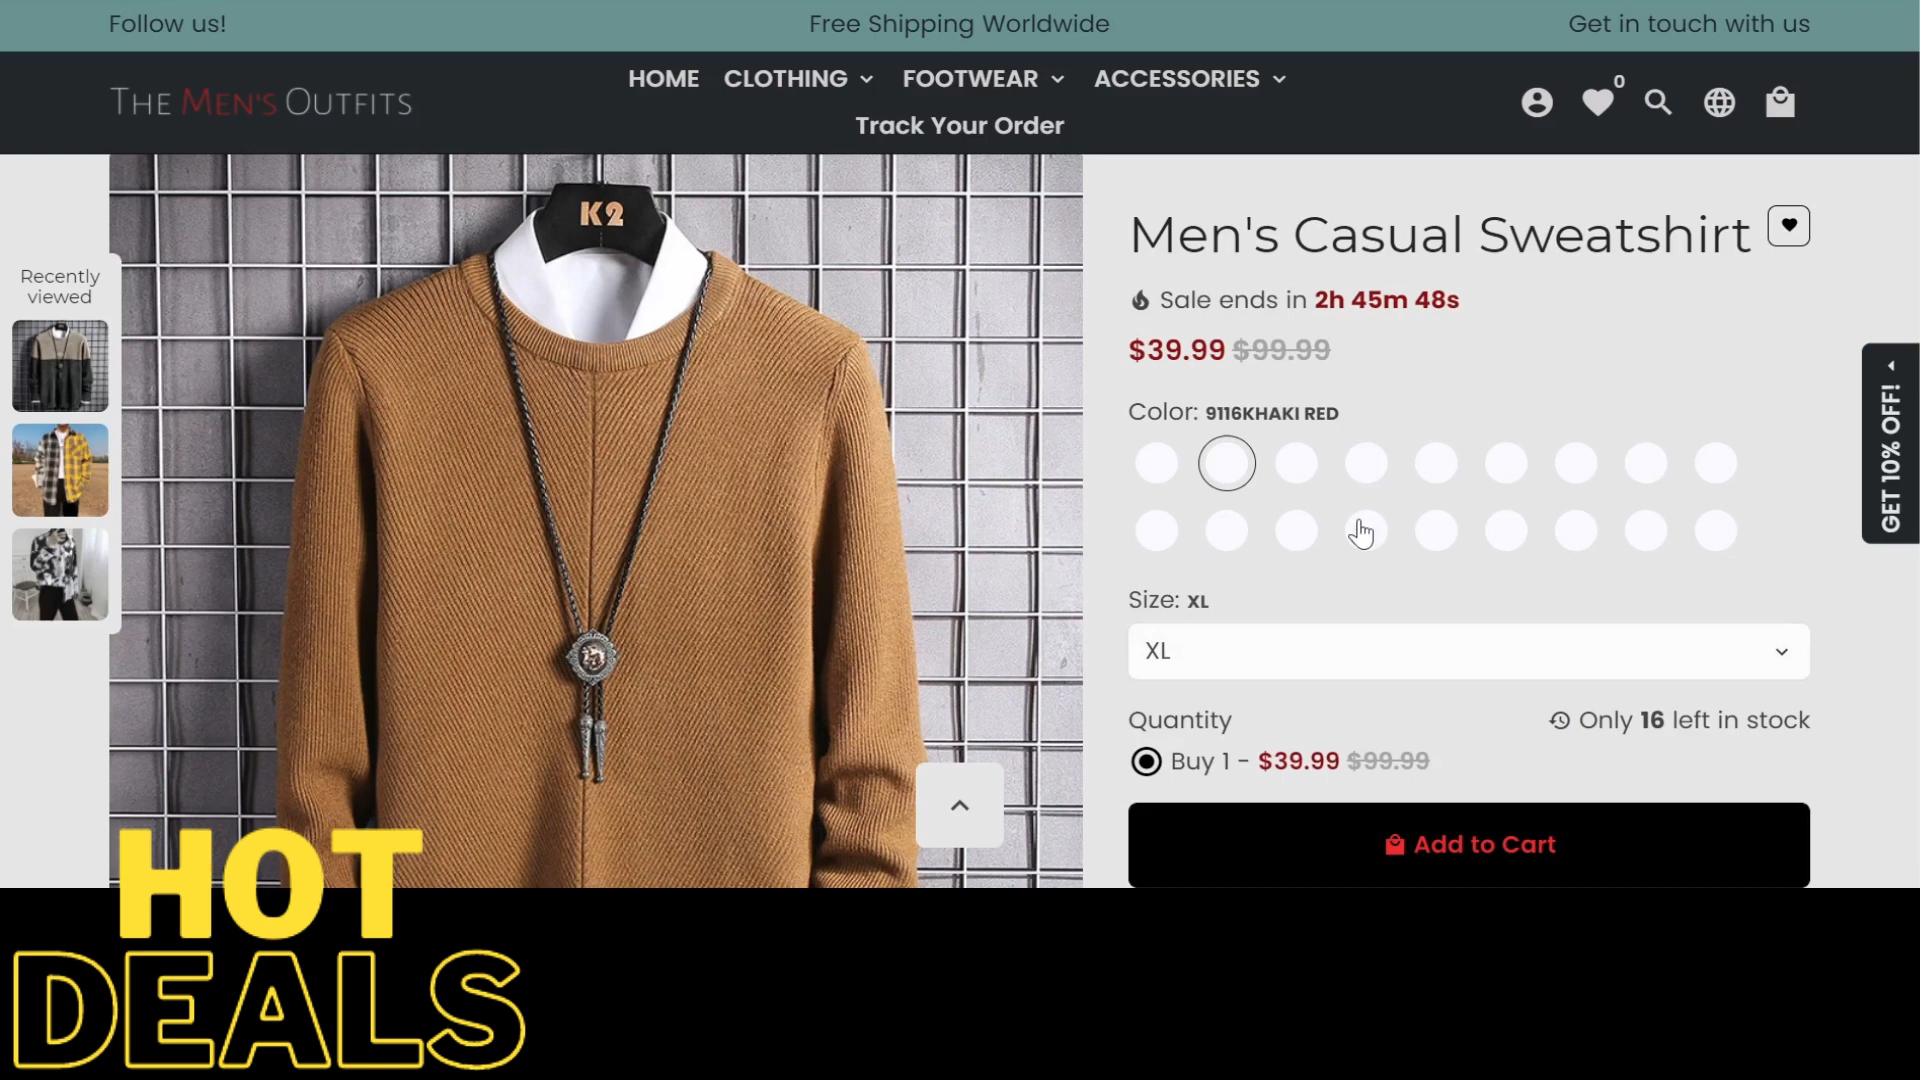 Follow us!
Free Shipping Worldwide
Get in touch with us
THE MEN'S OUTFITS
HOME CLOTHING FOOTWEAR ACCESSORIES
Track Your Order
0
K2
Recently
viewed
Men's Casual Sweatshirt
Sale ends in 2h 45m 48s
$39.99 $99.99
Color: 9116KHAKI RED
Size: XL
XL
Quantity
Only 16 left in stock
Buy 1 - $39.99 $99.99
Add to Cart
GET 10% OFF!
HOT
DEALS